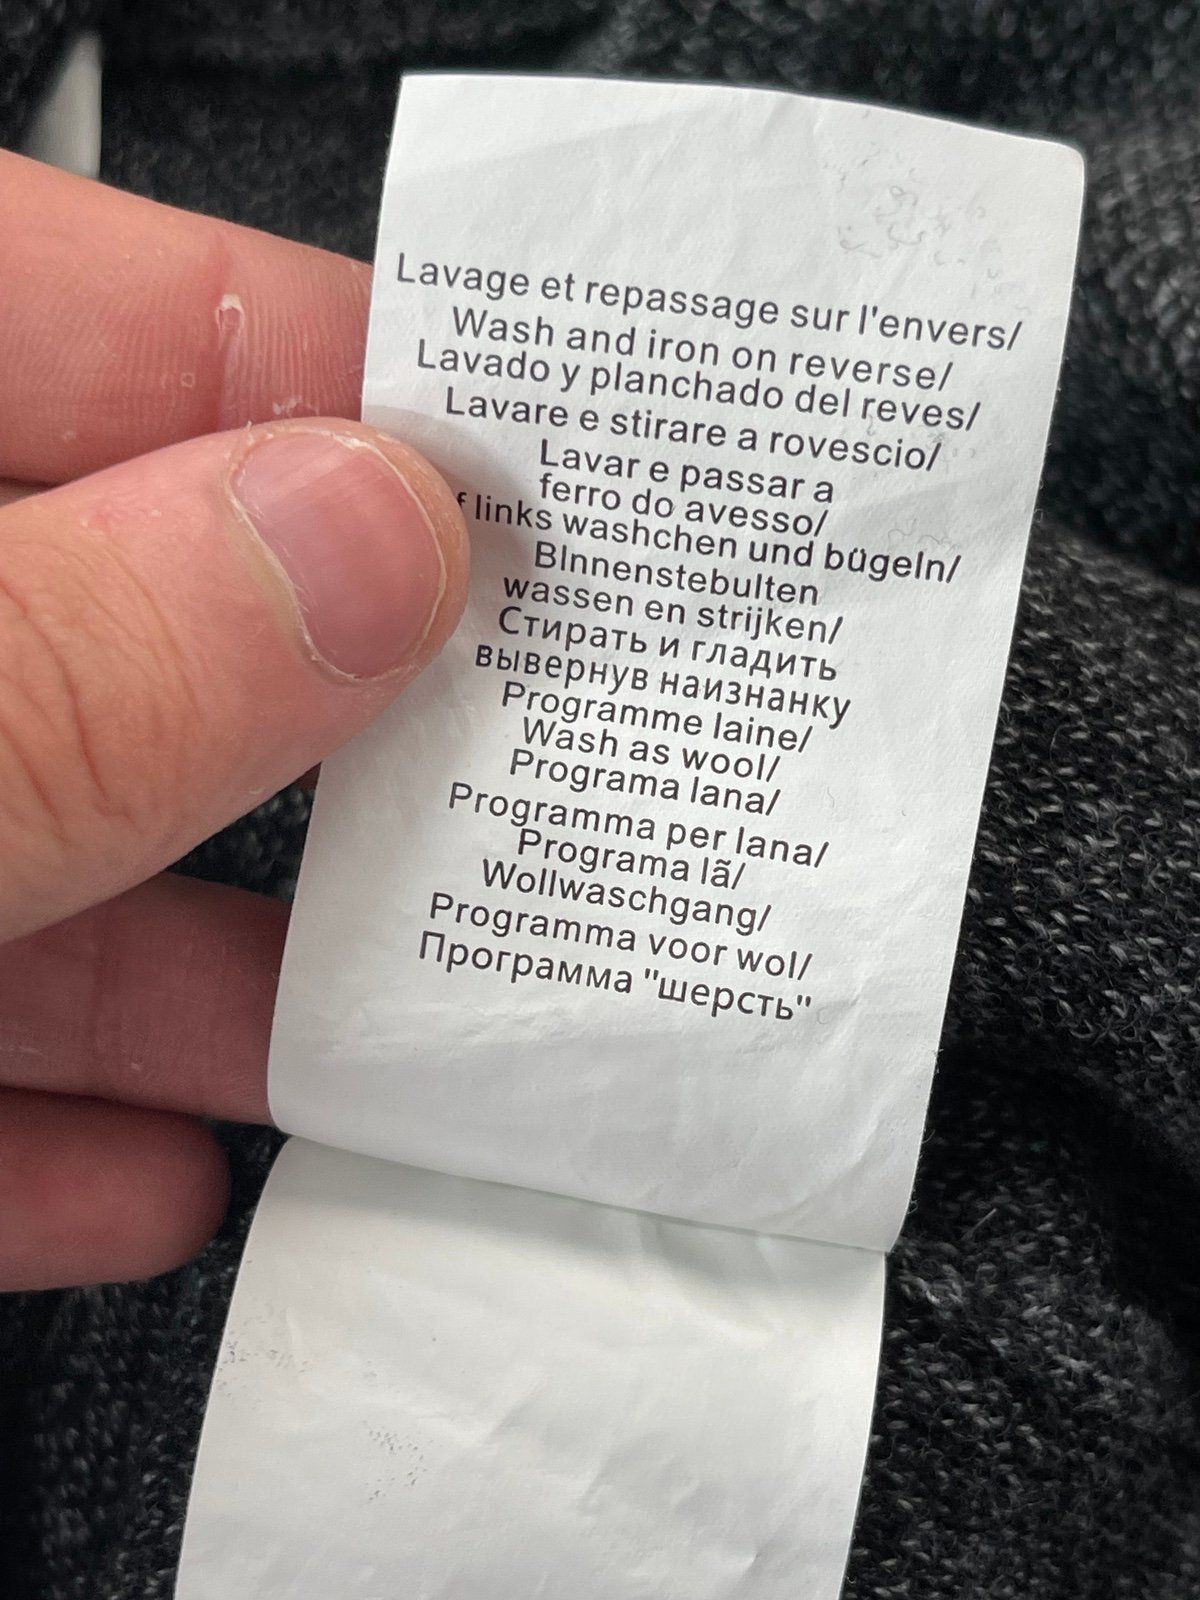 Lavage et repassage sur l'envers/
Wash and iron on reverse/
Lavado y planchado del reves/
Lavare e stirare a rovescio/
Lavar e passar a
ferro do avesso/
links washchen und bügeln/
BInnenstebulten
wassen en strijken/
Стирать и гладить
вывернув наизнанку
Programme laine/
Wash as wool/
Programa lana/
Programma per lana/
Programa lã/
Wollwaschgang/
Programma voor wol/
Программа "шерсть"